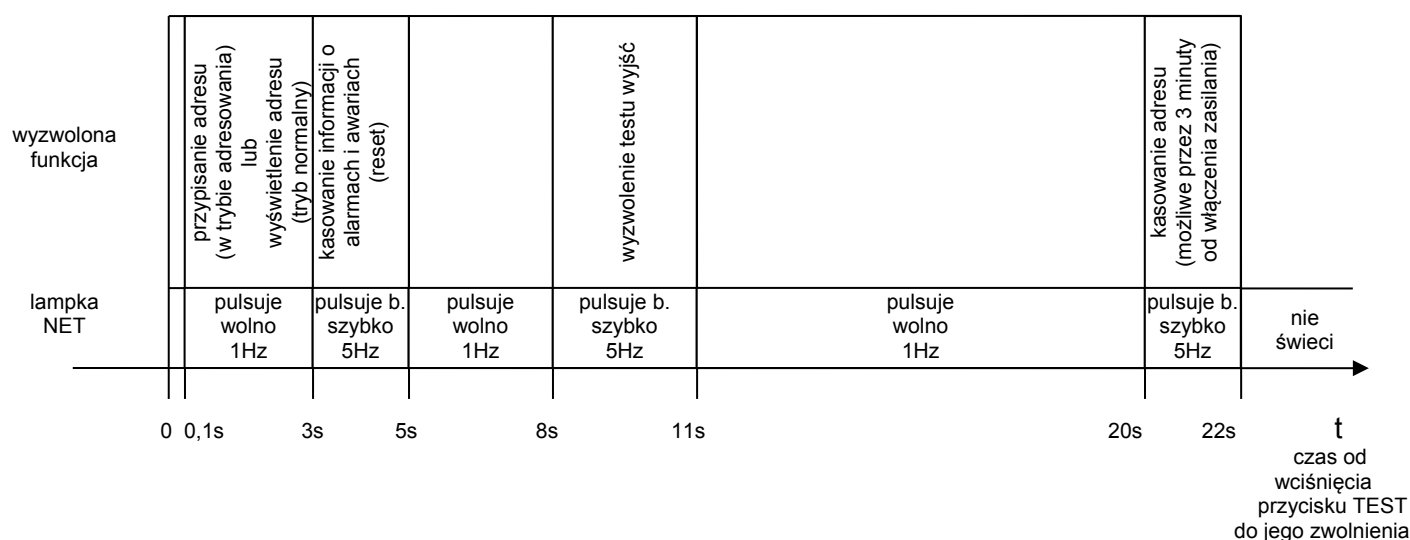 wyzwolona
funkcja
przypisanie adresu
(w trybie adresowania)
lub
wyświetlenie adresu
(tryb normalny)
kasowanie informacji o
alarmach i awariach
(reset)
wyzwolenie testu wyjść
kasowanie adresu
(możliwe przez 3 minuty
od włączenia zasilania)
lampka
NET
pulsuje
wolno
1Hz
pulsuje b.
szybko
5Hz
pulsuje
wolno
1Hz
pulsuje b.
szybko
5Hz
pulsuje
wolno
1Hz
pulsuje b.
szybko
5Hz
nie
świeci
0 0,1s 3s 5s 8s 11s 20s 22s t
czas od
wciśnięcia
przycisku TEST
do jego zwolnienia